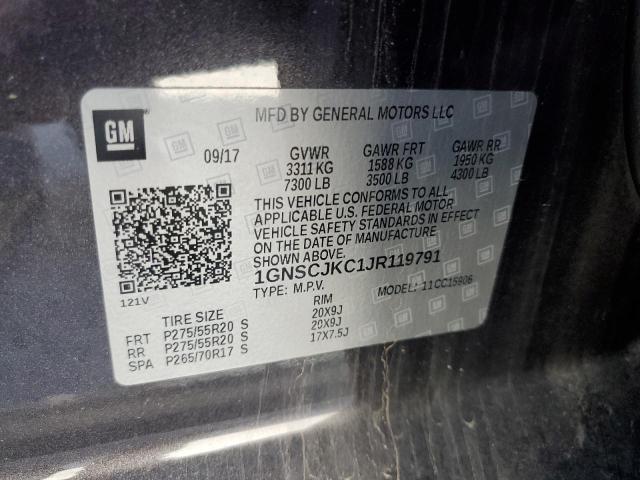 GM
MFD BY GENERAL MOTORS LLC
09/17 GVWR GAWR FRT GAWR RR
3311 KG 1588 KG 1950 KG
7300 LB 3500 LB 4300 LB
THIS VEHICLE CONFORMS TO ALL
APPLICABLE U.S. FEDERAL MOTOR
VEHICLE SAFETY STANDARDS IN EFFECT
ON THE DATE OF MANUFACTURE
SHOWN ABOVE.
1GNSCJKC1JR119791
TYPE: M.P.V. MODEL: 11CC15906
121V
TIRE SIZE RIM
FRT P275/55R20 S 20X9J
RR P275/55R20 S 20X9J
SPA P265/70R17 S 17X7.5J